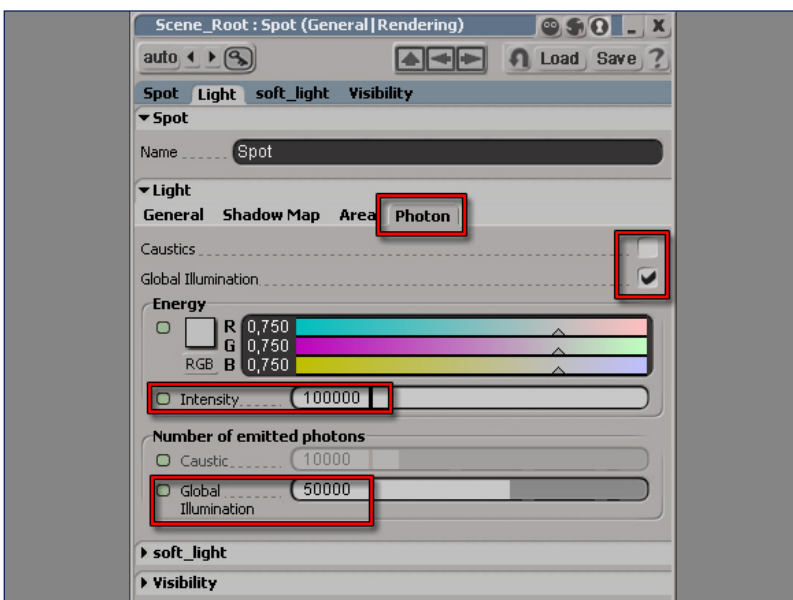 Scene_Root : Spot (General|Rendering)
auto Load Save ?
Spot Light soft_light Visibility
Spot
Name Spot
Light
General Shadow Map Area Photon
Caustics
Global Illumination
Energy
R 0,750
G 0,750
RGB B 0,750
Intensity 100000
Number of emitted photons
Caustic 10000
Global 50000
Illumination
soft_light
Visibility